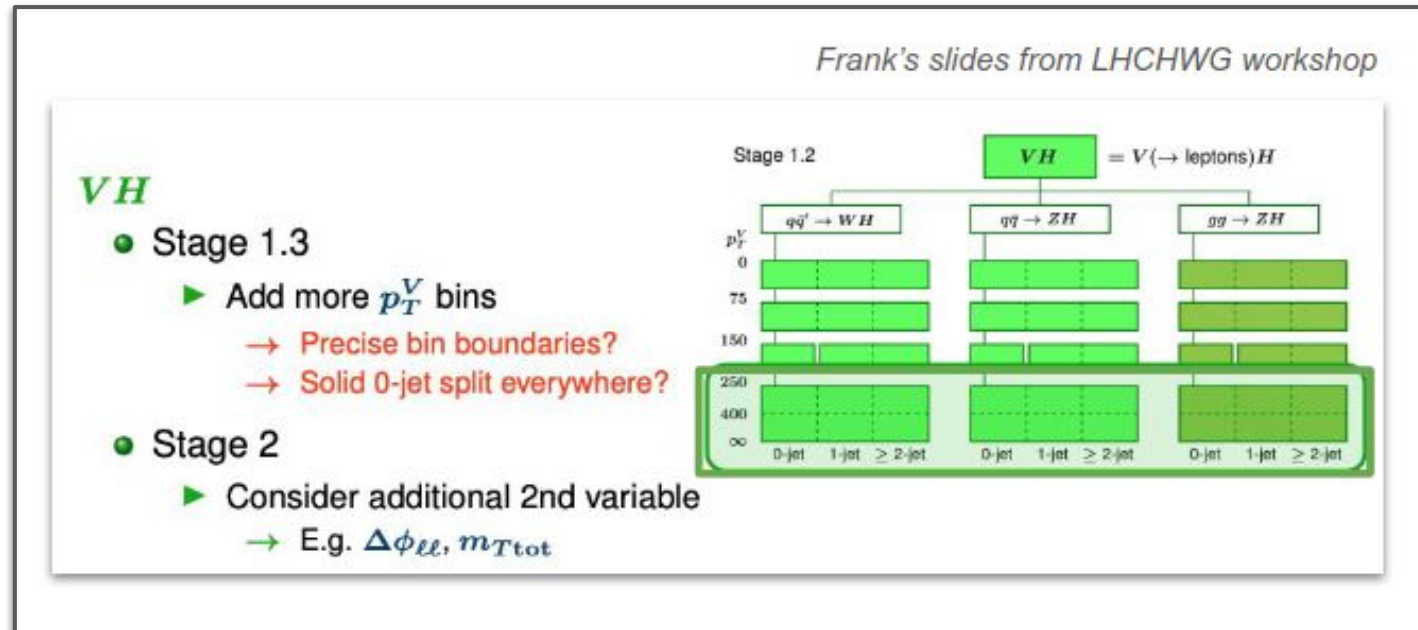 Frank's slides from LHCHWG workshop
VH
Stage 1.3
Add more p_T^V bins
→ Precise bin boundaries?
→ Solid 0-jet split everywhere?
Stage 2
Consider additional 2nd variable
→ E.g. Δϕ_ℓℓ, m_Ttot
Stage 1.2
VH = V(→ leptons)H
qq̄′ → WH qq̄ → ZH gg → ZH
p_T^V
0
75
150
250
400
∞
0-jet 1-jet ≥ 2-jet 0-jet 1-jet ≥ 2-jet 0-jet 1-jet ≥ 2-jet